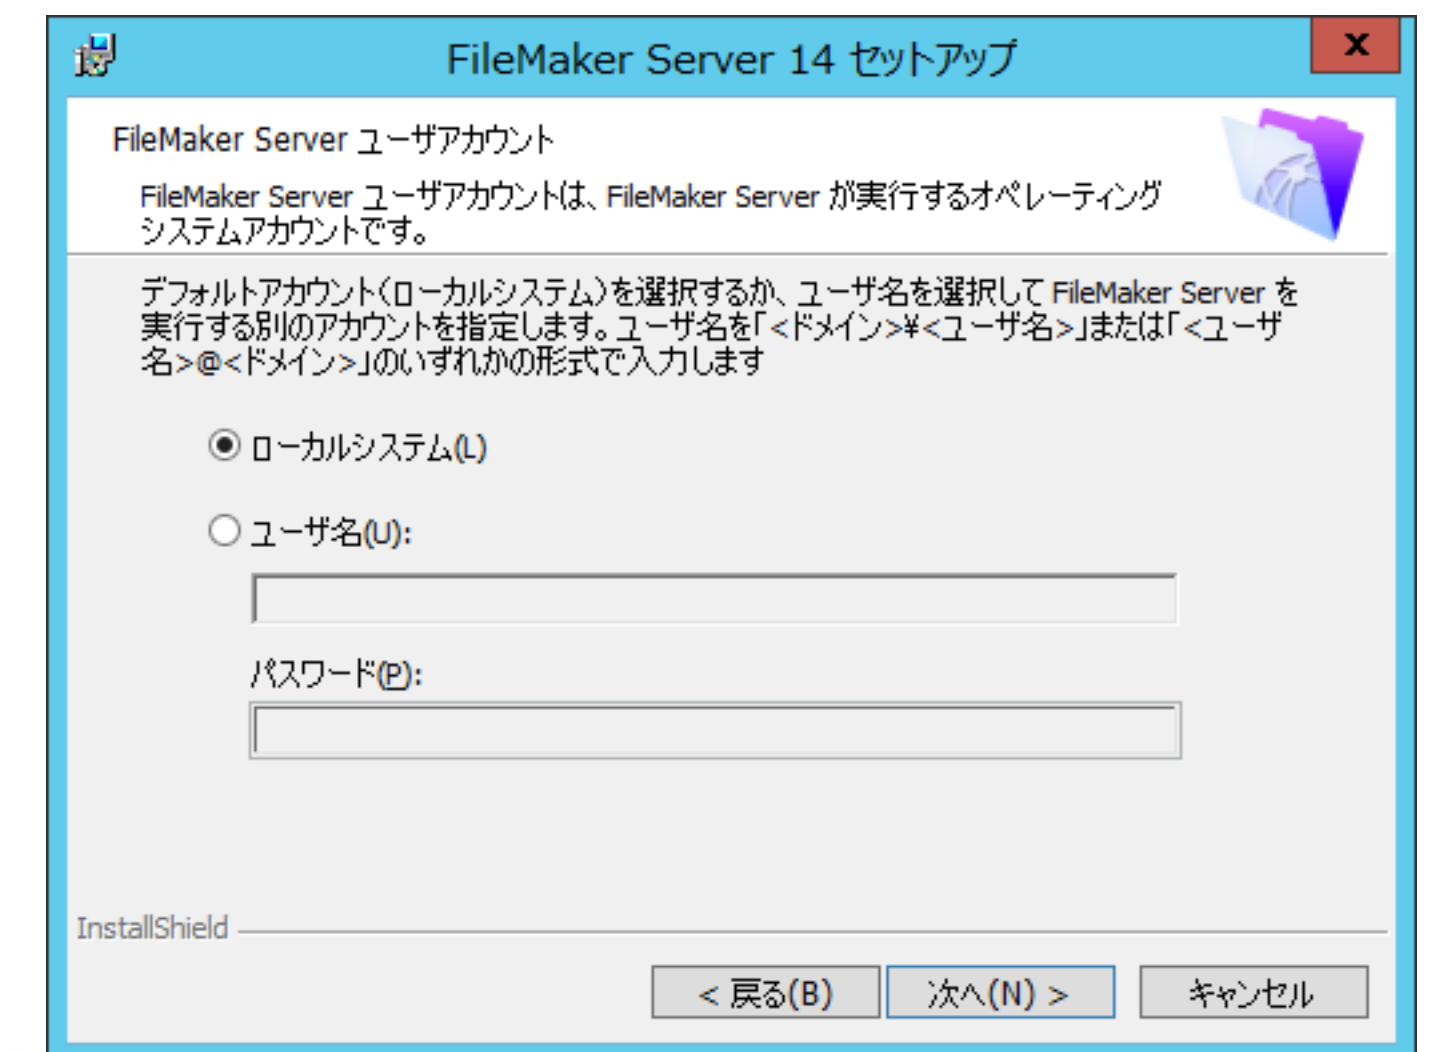 FileMaker Server 14 セットアップ
x
FileMaker Server ユーザアカウント
FileMaker Server ユーザアカウントは、FileMaker Server が実行するオペレーティング
システムアカウントです。
デフォルトアカウント(ローカルシステム)を選択するか、ユーザ名を選択して FileMaker Server を
実行する別のアカウントを指定します。ユーザ名を「<ドメイン>¥<ユーザ名>」または「<ユーザ
名>@<ドメイン>」のいずれかの形式で入力します
ローカルシステム(L)
ユーザ名(U):
パスワード(P):
InstallShield
< 戻る(B)
次へ(N) >
キャンセル